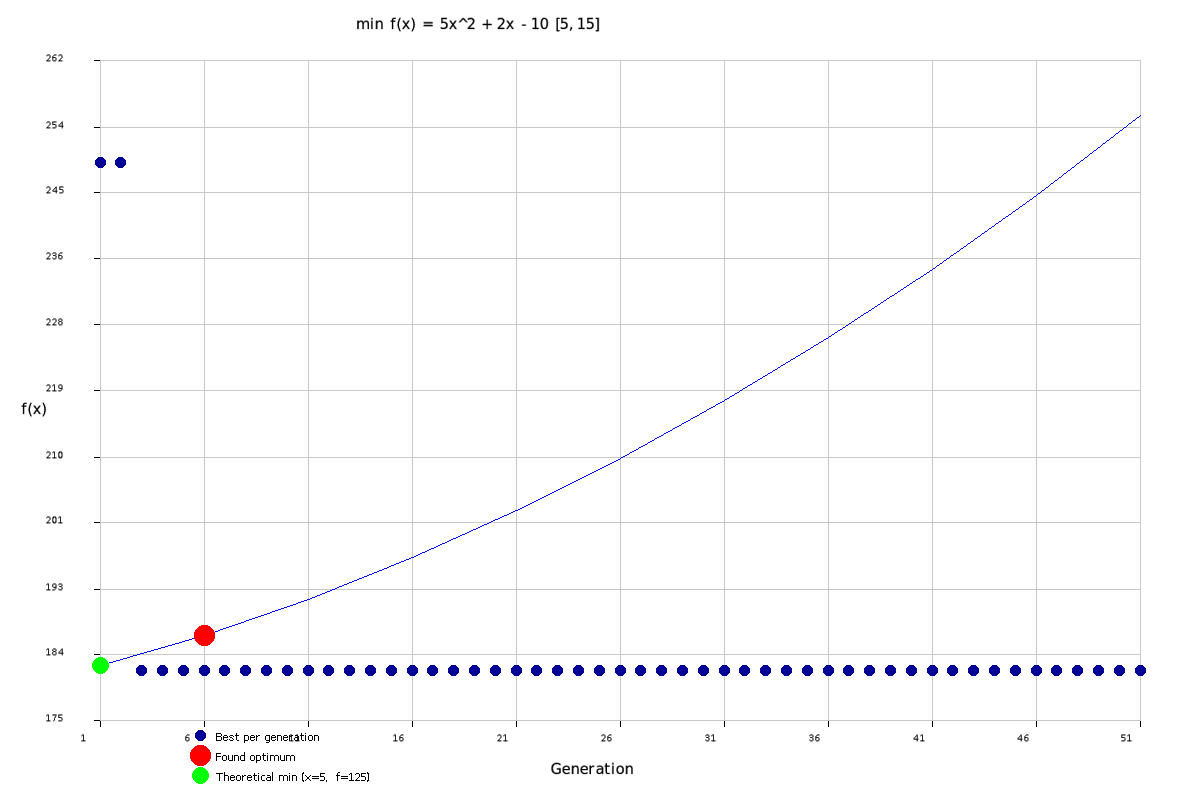 min f(x) = 5x^2 + 2x - 10 [5, 15]
262
254
245
236
228
219
f(x)
210
201
193
184
175
1 6 11 16 21 26 31 36 41 46 51
Best per generation
Found optimum
Generation
Theoretical min (x=5, f=125)